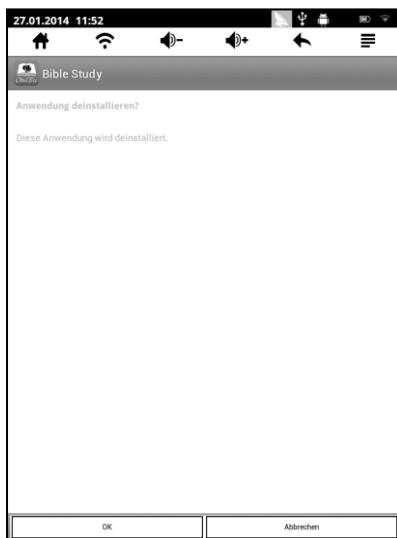 27.01.2014 11:52
Bible Study
Anwendung deinstallieren?
Diese Anwendung wird deinstalliert.
OK
Abbrechen